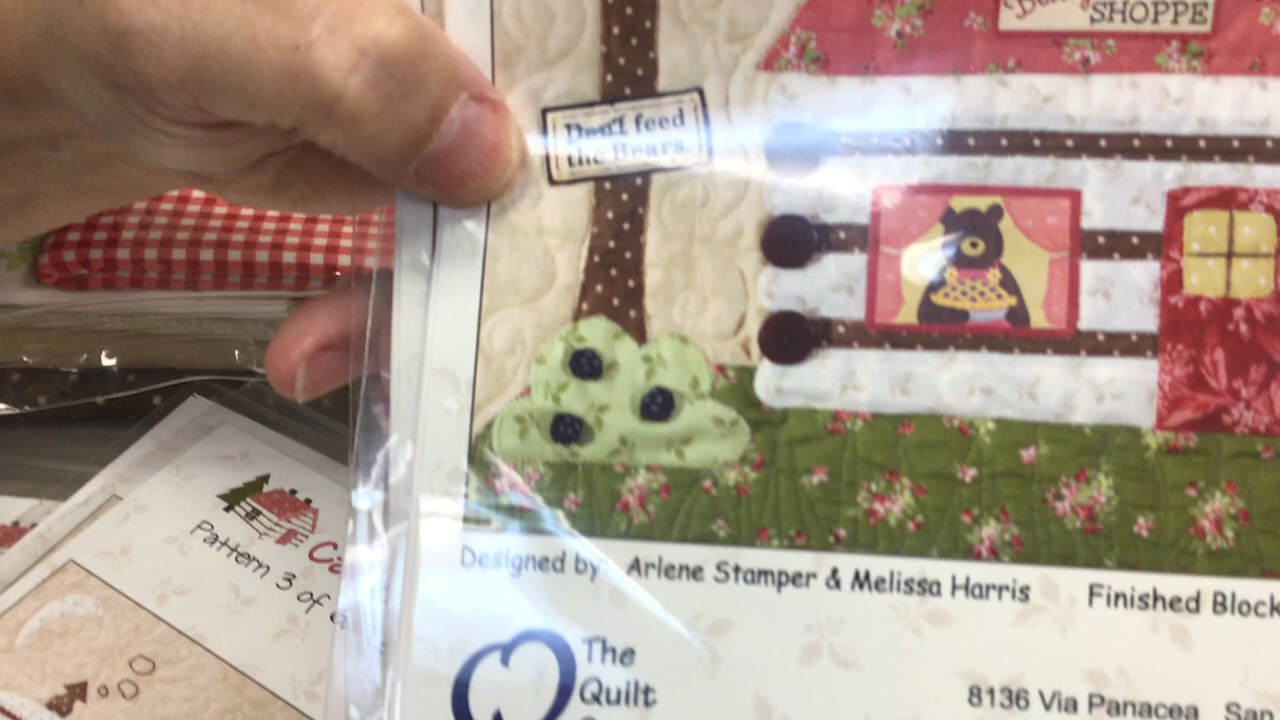 SHOPPE
Don't feed
the Bears.
Pattern 3 of
Designed by: Arlene Stamper & Melissa Harris Finished Block
The
Quilt
8136 Via Panacea San